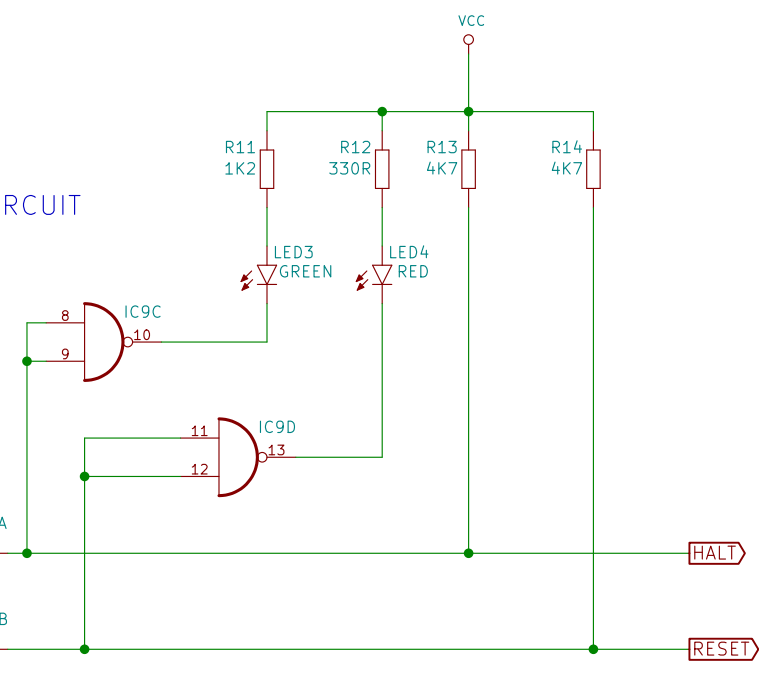 VCC
R11
1K2
R12
330R
R13
4K7
R14
4K7
RCUIT
LED3
GREEN
LED4
RED
IC9C
8
9
10
IC9D
11
12
13
A
HALT
B
RESET